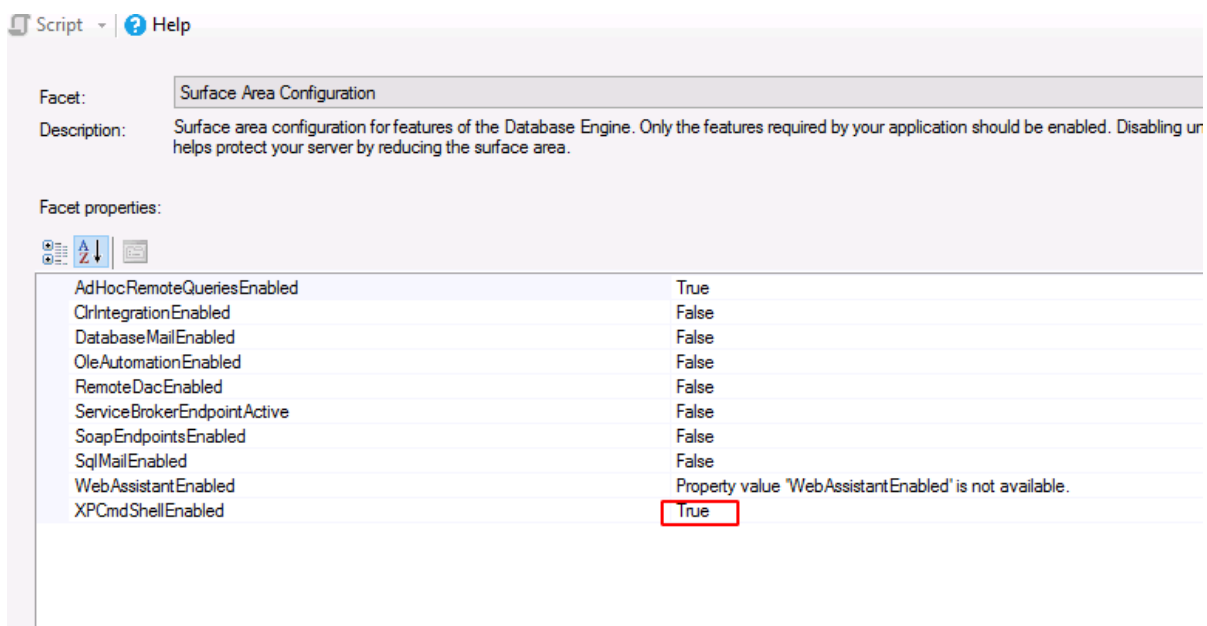 Script Help
Facet: Surface Area Configuration
Description: Surface area configuration for features of the Database Engine. Only the features required by your application should be enabled. Disabling
helps protect your server by reducing the surface area.
Facet properties:
AdHocRemoteQueriesEnabled True
ClrIntegrationEnabled False
DatabaseMailEnabled False
OleAutomationEnabled False
RemoteDacEnabled False
ServiceBrokerEndpointActive False
SoapEndpointsEnabled False
SqlMailEnabled False
WebAssistantEnabled Property value 'WebAssistantEnabled' is not available.
XPCmdShellEnabled True